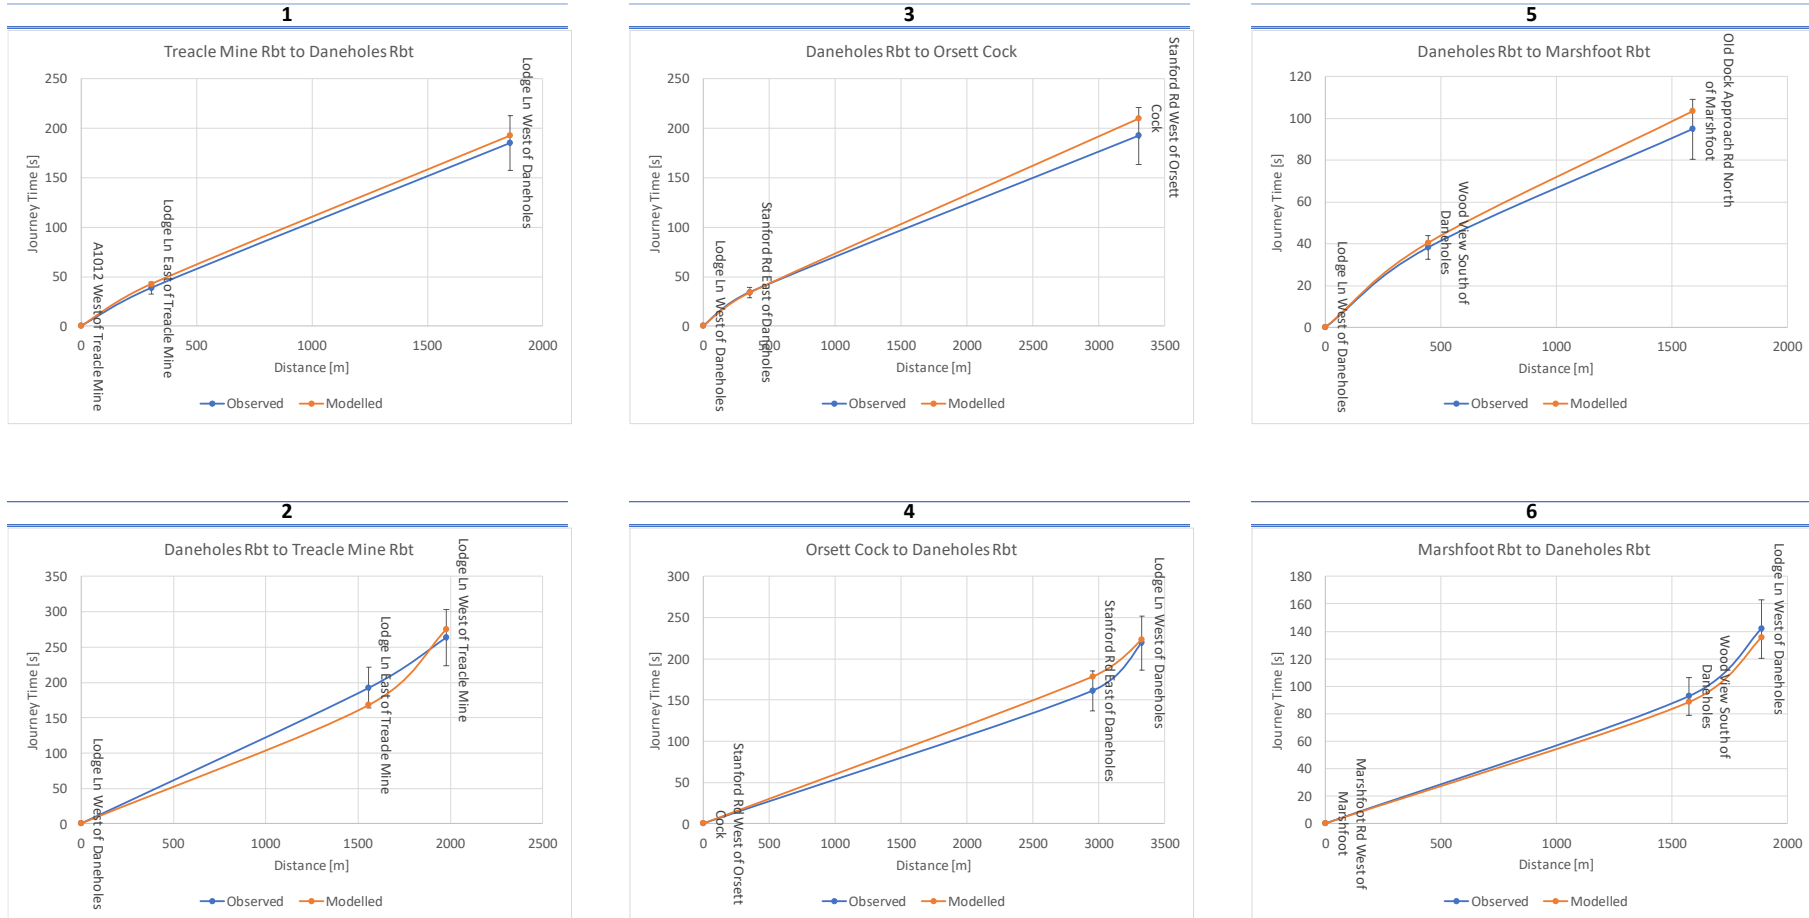 1
Treacle Mine Rbt to Daneholes Rbt
250
200
150
100
50
0
0 500 1000 1500 2000
Journey Time [s]
Distance [m]
A1012 West of Treacle Mine
Lodge Ln East of Treacle Mine
Lodge Ln West of Daneholes
Observed Modelled
3
Daneholes Rbt to Orsett Cock
250
200
150
100
50
0
0 500 1000 1500 2000 2500 3000 3500
Journey Time [s]
Distance [m]
Lodge Ln West of Daneholes
Stanford Rd East of Daneholes
Stanford Rd West of Orsett
Cock
Observed Modelled
5
Daneholes Rbt to Marshfoot Rbt
120
100
80
60
40
20
0
0 500 1000 1500 2000
Journey Time [s]
Distance [m]
Lodge Ln West of Daneholes
Wood View South of
Daneholes
Old Dock Approach Rd North
of Marshfoot
Observed Modelled
2
Daneholes Rbt to Treacle Mine Rbt
350
300
250
200
150
100
50
0
0 500 1000 1500 2000 2500
Journey Time [s]
Distance [m]
Lodge Ln West of Daneholes
Lodge Ln East of Treacle Mine
Lodge Ln West of Treacle Mine
Observed Modelled
4
Orsett Cock to Daneholes Rbt
300
250
200
150
100
50
0
0 500 1000 1500 2000 2500 3000 3500
Journey Time [s]
Distance [m]
Stanford Rd West of Orsett
Cock
Stanford Rd East of Daneholes
Lodge Ln West of Daneholes
Observed Modelled
6
Marshfoot Rbt to Daneholes Rbt
180
160
140
120
100
80
60
40
20
0
0 500 1000 1500 2000
Journey Time [s]
Distance [m]
Marshfoot Rd West of
Marshfoot
Wood View South of
Daneholes
Lodge Ln West of Daneholes
Observed Modelled